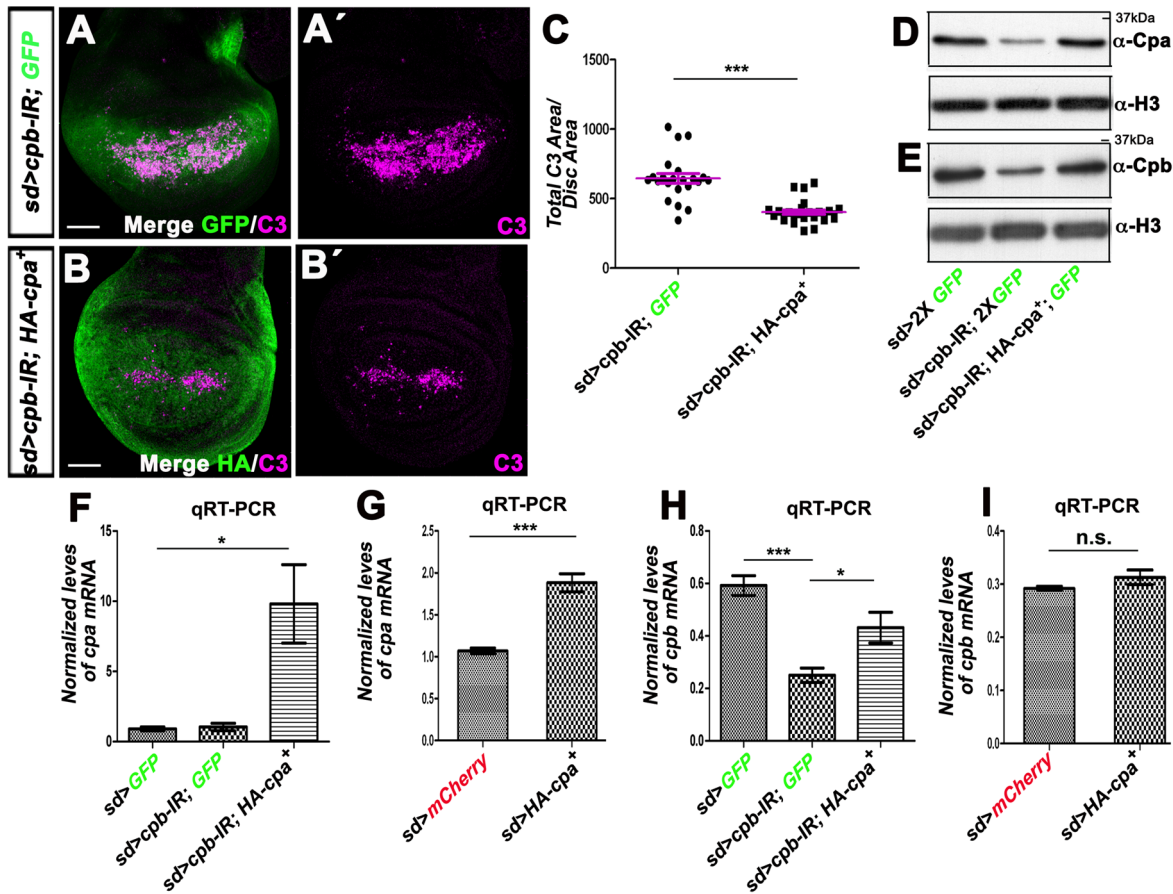 A
Merge GFP/C3
sd>cpb-IR; GFP
A´
C3
B
Merge HA/C3
sd>cpb-IR; HA-cpa+
B´
C3
C
Total C3 Area/
Disc Area
1500
1000
500
0
***
sd>cpb-IR; GFP
sd>cpb-IR; HA-cpa+
D
37kDa
α-Cpa
α-H3
E
37kDa
α-Cpb
α-H3
sd>2X GFP
sd>cpb-IR; 2XGFP
sd>cpb-IR; HA-cpa+; GFP
F
qRT-PCR
Normalized leves
of cpa mRNA
15
10
5
0
*
sd>GFP
sd>cpb-IR; GFP
sd>cpb-IR; HA-cpa+
G
qRT-PCR
Normalized leves
of cpa mRNA
2.5
2.0
1.5
1.0
0.5
0.0
***
sd>mCherry
sd>HA-cpa+
H
qRT-PCR
Normalized leves
of cpb mRNA
0.8
0.6
0.4
0.2
0.0
***
*
sd>GFP
sd>cpb-IR; GFP
sd>cpb-IR; HA-cpa+
I
qRT-PCR
Normalized leves
of cpb mRNA
0.4
0.3
0.2
0.1
0.0
n.s.
sd>mCherry
sd>HA-cpa+